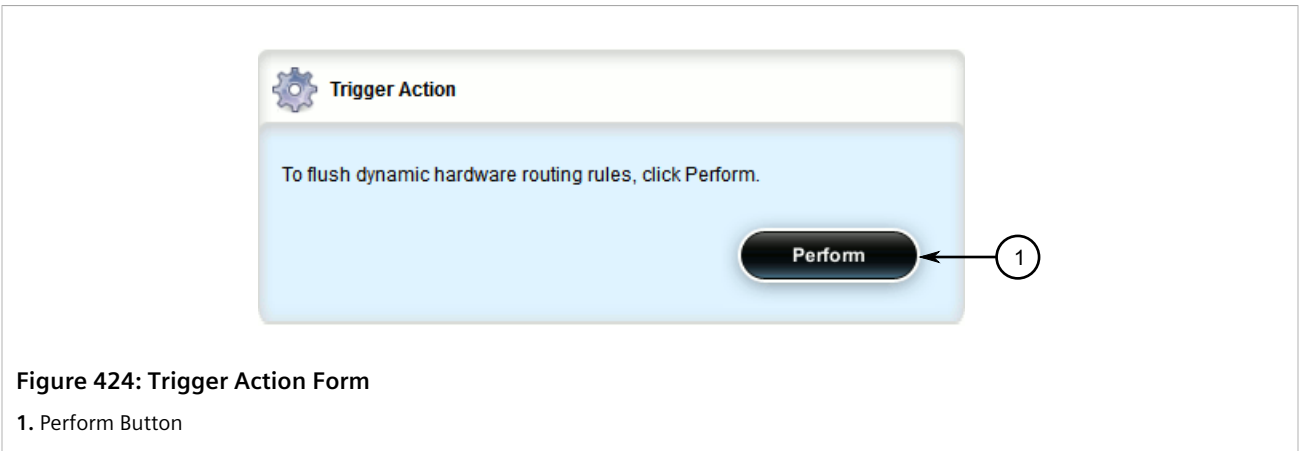 Trigger Action
To flush dynamic hardware routing rules, click Perform.
Perform
1
Figure 424: Trigger Action Form
1. Perform Button